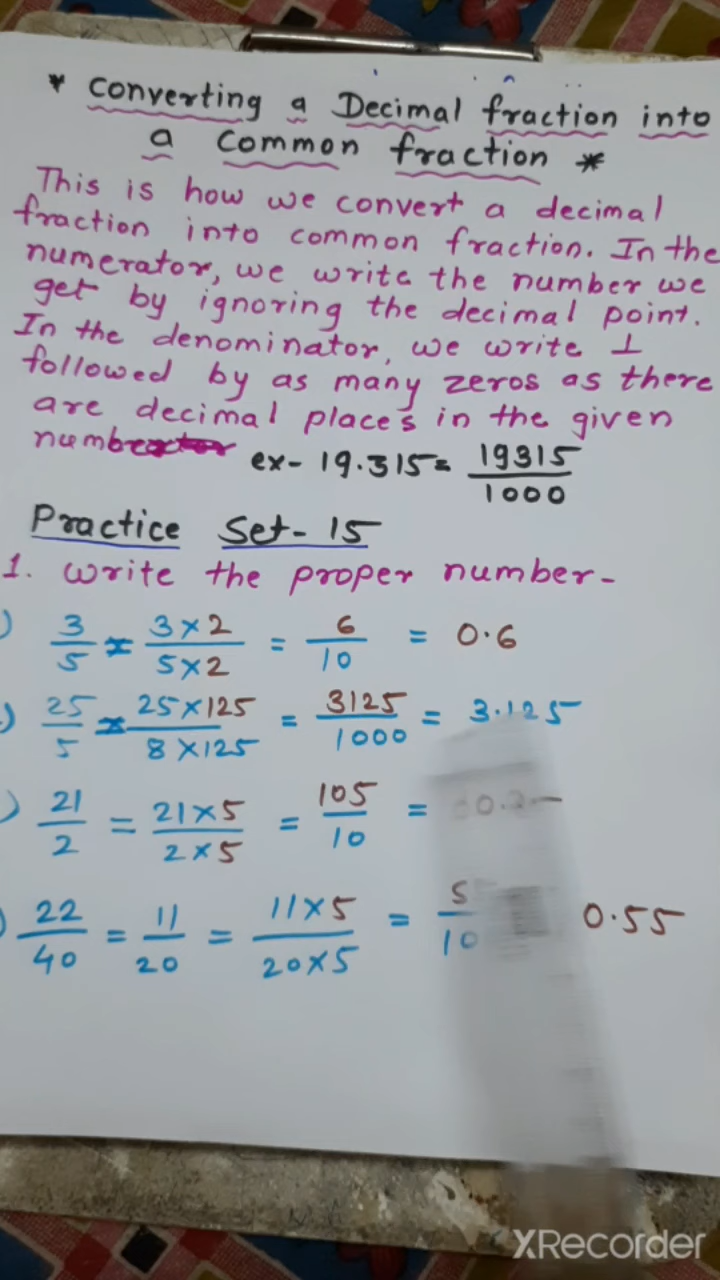 * Converting a Decimal fraction into
a Common fraction *
This is how we convert a decimal
fraction into common fraction. In the
numerator, we write the number we
get by ignoring the decimal point.
In the denominator, we write 1
followed by as many zeros as there
are decimal places in the given
number ex- 19.315 = 19315/1000
Practice Set- 15
1. Write the proper number-
) 3/5 = 3×2/5×2 = 6/10 = 0.6
) 25/5 = 25×125/8×125 = 3125/1000 = 3.125
) 21/2 = 21×5/2×5 = 105/10 =
) 22/40 = 11/20 = 11×5/20×5 = 0.55
XRecorder